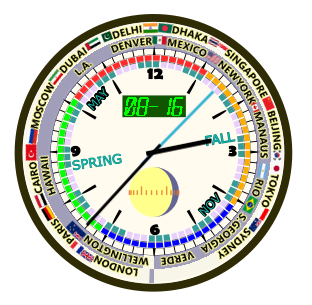 DELHI
DHAKA
SINGAPORE
BEIJING
TOKYO
SYDNEY
LONDON
PARIS
CAIRO
MOSCOW
DUBAI
DENVER
MEXICO
NEWYORK
MANAUS
RIO
S.GEORGIA
VERDE
WELLINGTON
HAWAII
L.A.
12
3
6
9
08-16
MAY
FALL
SPRING
NOV